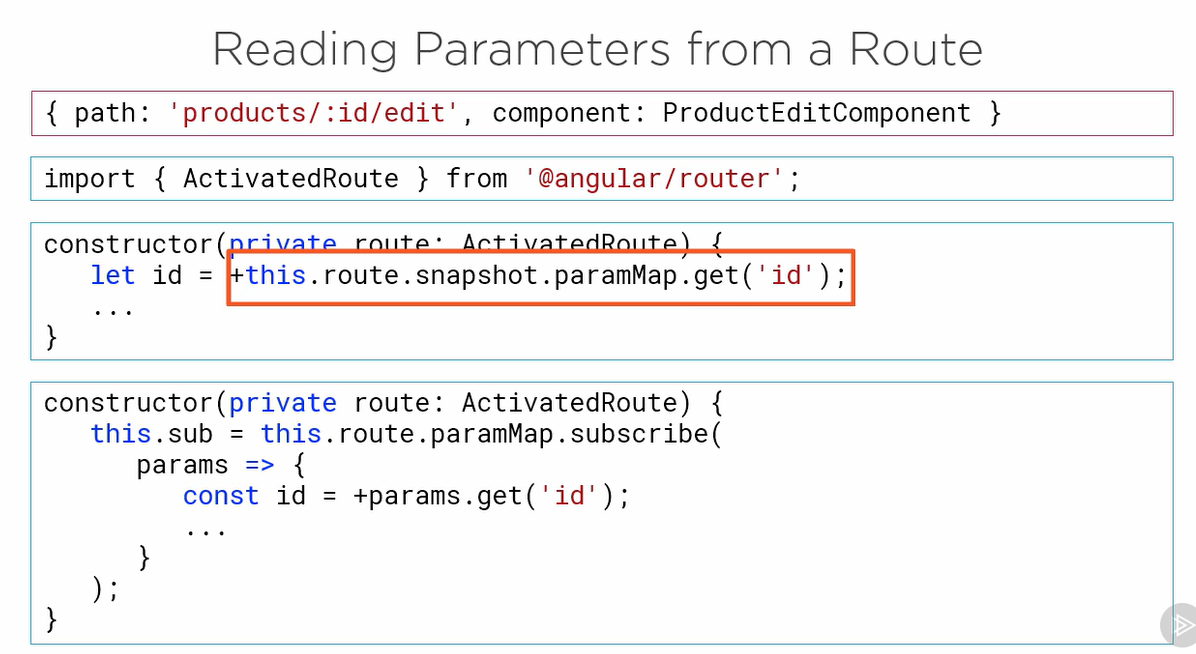 Reading Parameters from a Route
{ path: 'products/:id/edit', component: ProductEditComponent }
import { ActivatedRoute } from '@angular/router';
constructor(private route: ActivatedRoute) {
let id = +this.route.snapshot.paramMap.get('id');
...
}
constructor(private route: ActivatedRoute) {
this.sub = this.route.paramMap.subscribe(
params => {
const id = +params.get('id');
...
}
);
}